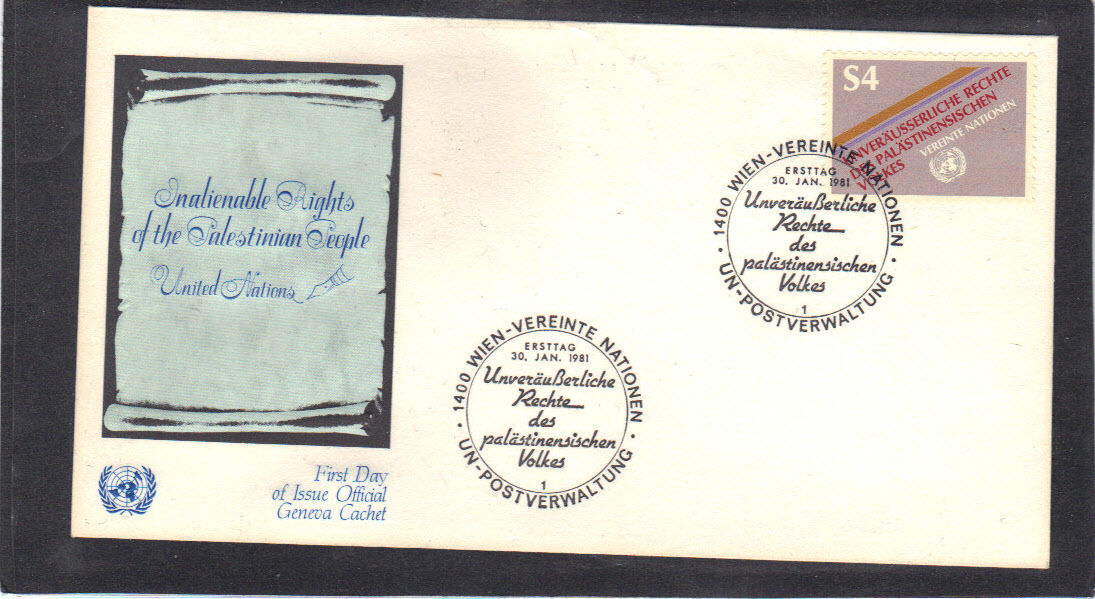 Inalienable Rights
of the Palestinian People
United Nations
First Day
of Issue Official
Geneva Cachet
S4
UNVERÄUSSERLICHE RECHTE
DES PALÄSTINENSISCHEN
VOLKES
VEREINTE NATIONEN
· 1400 WIEN-VEREINTE NATIONEN ·
ERSTTAG
30. JAN. 1981
Unveräußerliche
Rechte
des
palästinensischen
Volkes
1
UN-POSTVERWALTUNG
· 1400 WIEN-VEREINTE NATIONEN ·
ERSTTAG
30. JAN. 1981
Unveräußerliche
Rechte
des
palästinensischen
Volkes
1
UN-POSTVERWALTUNG